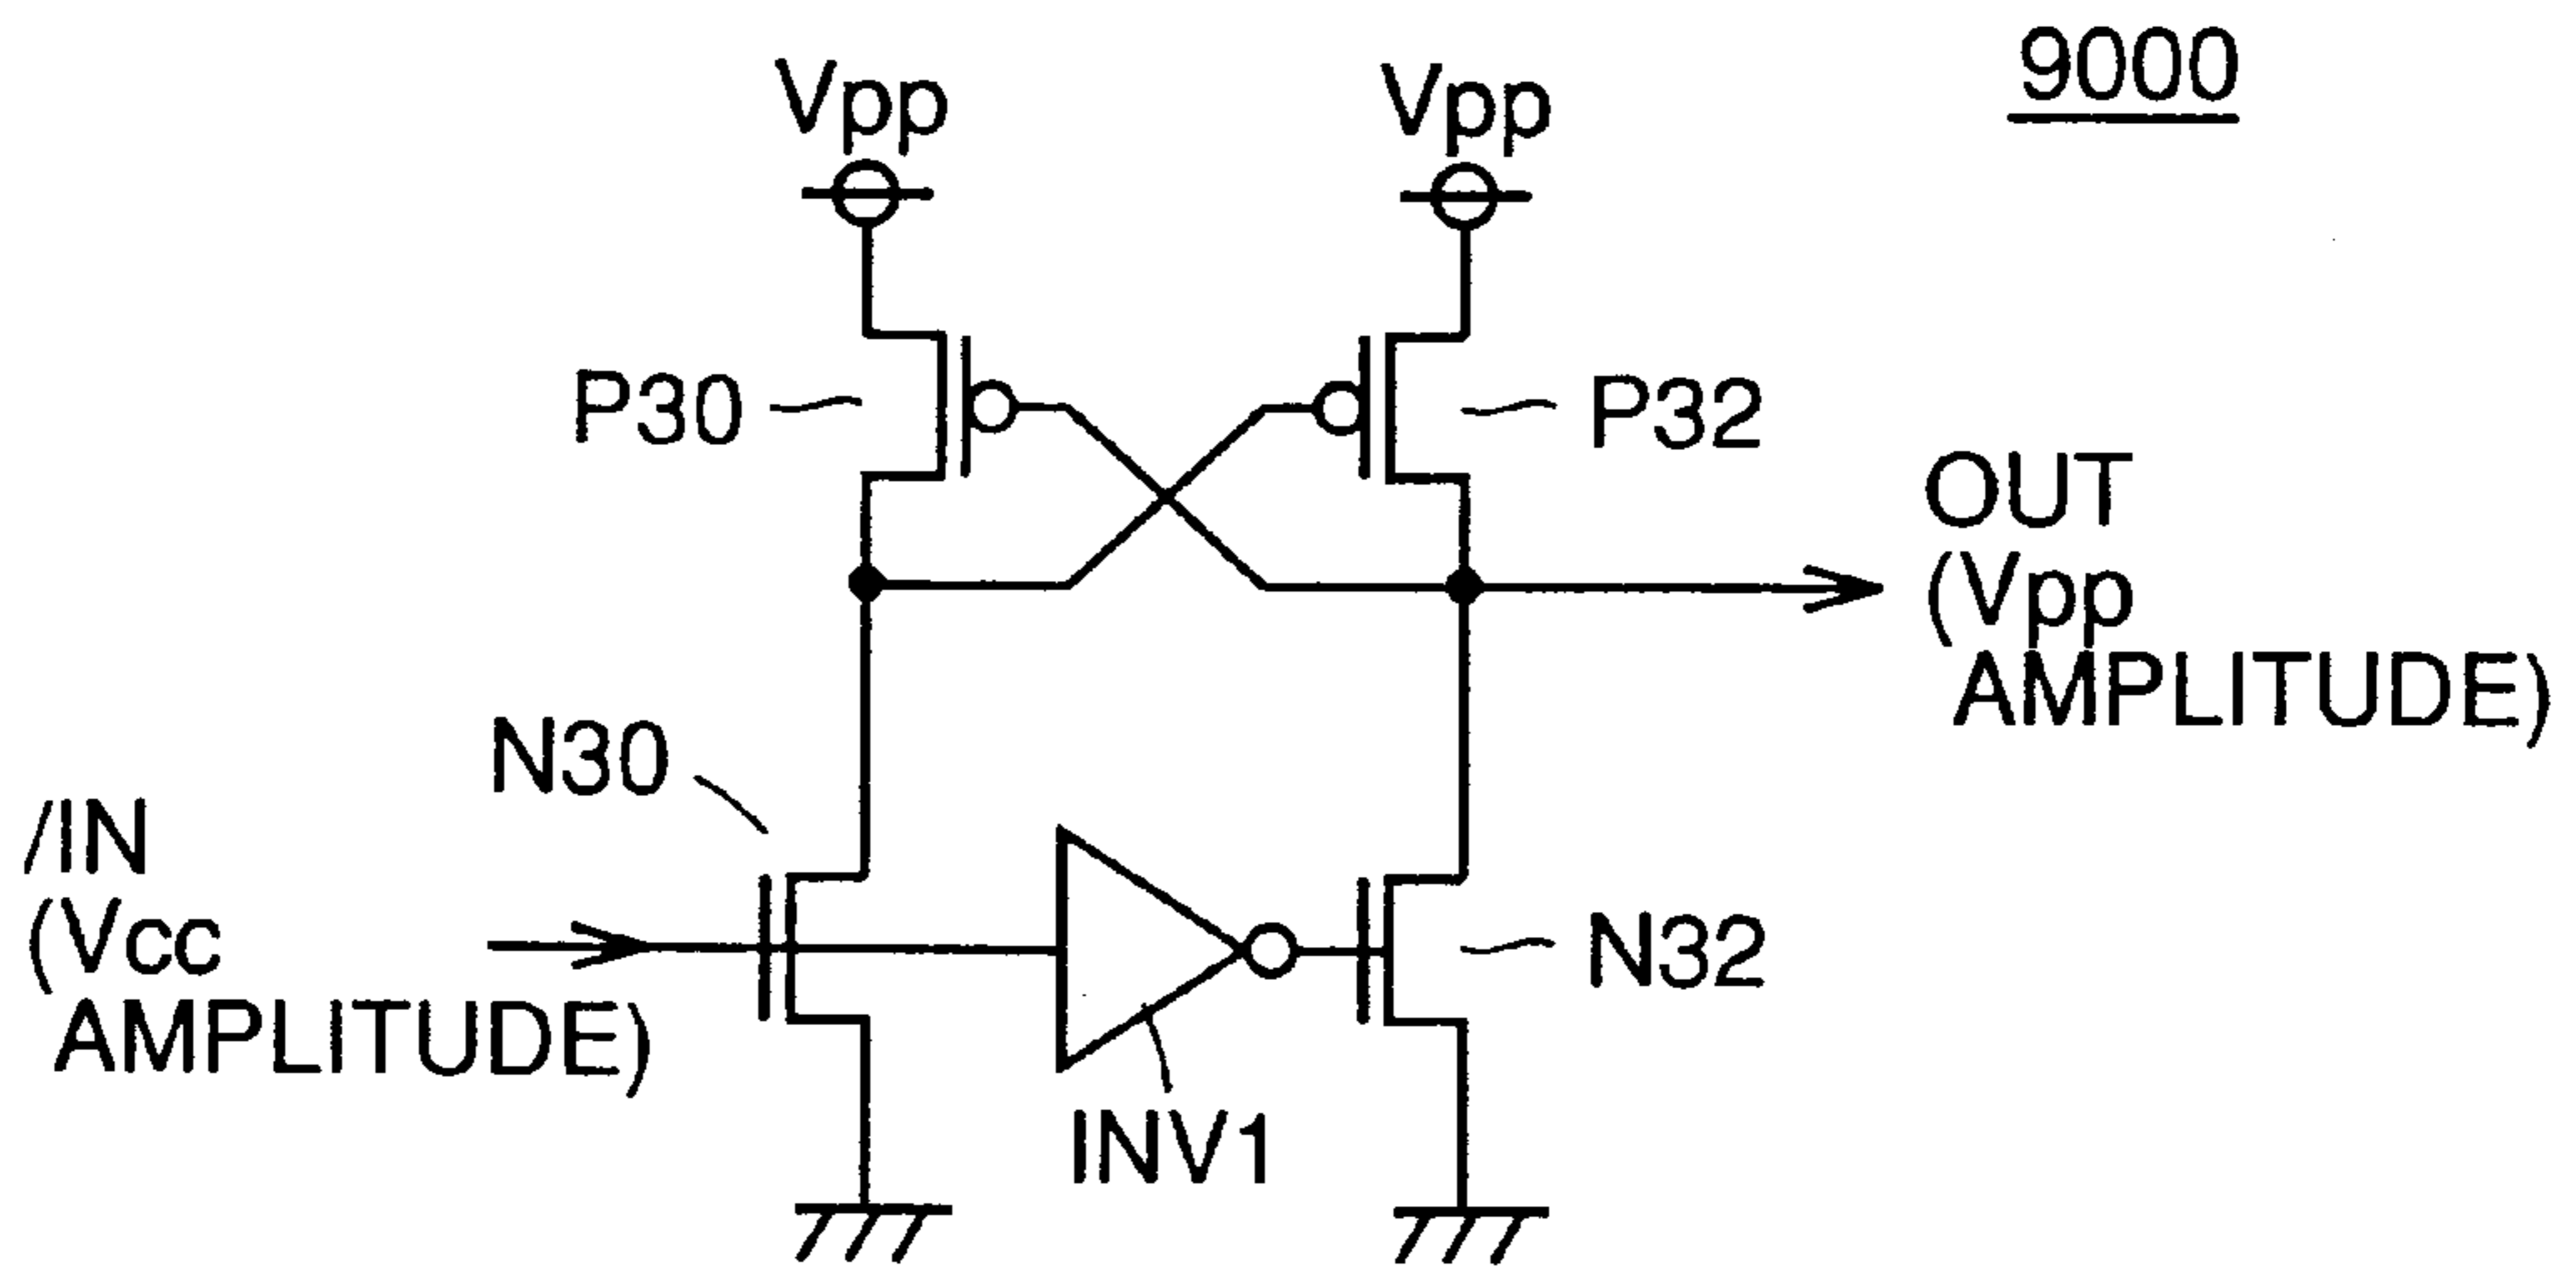 9000
Vpp
Vpp
P30
P32
OUT
(Vpp
AMPLITUDE)
N30
/IN
(Vcc
AMPLITUDE)
N32
INV1